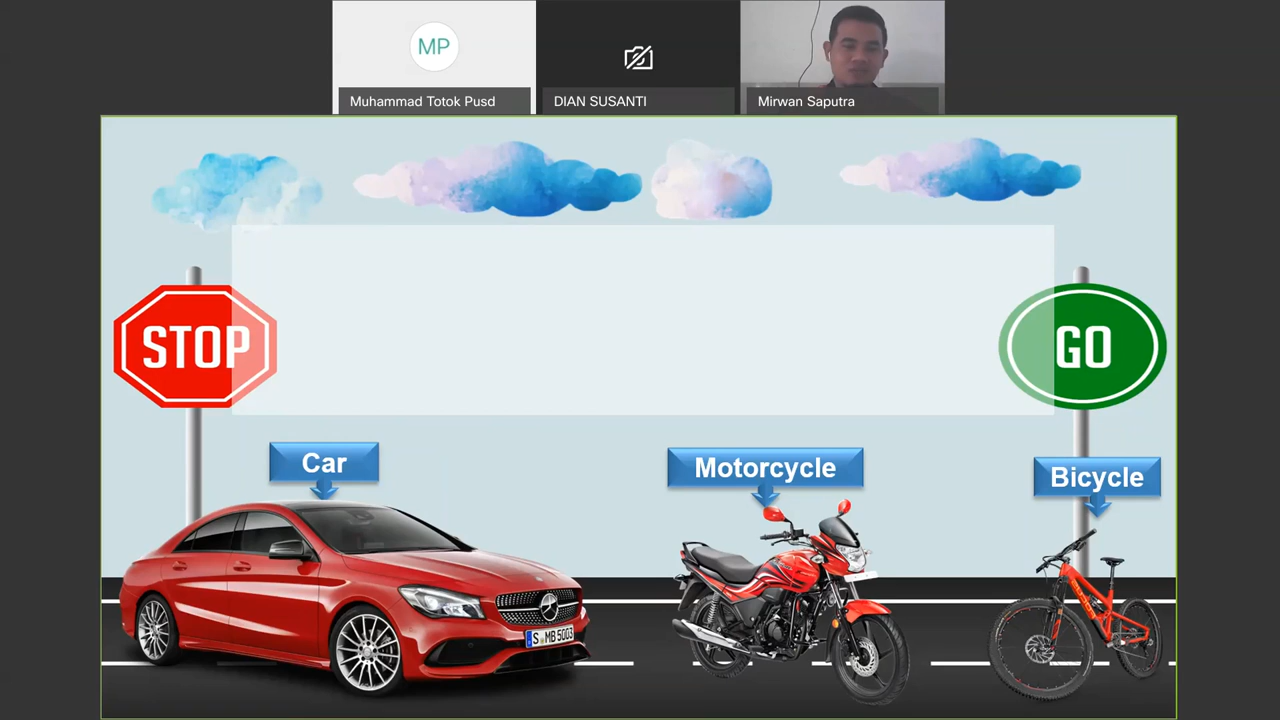 MP
Muhammad Totok Pusd
DIAN SUSANTI
Mirwan Saputra
STOP
GO
Car
Motorcycle
Bicycle
S MB 5003